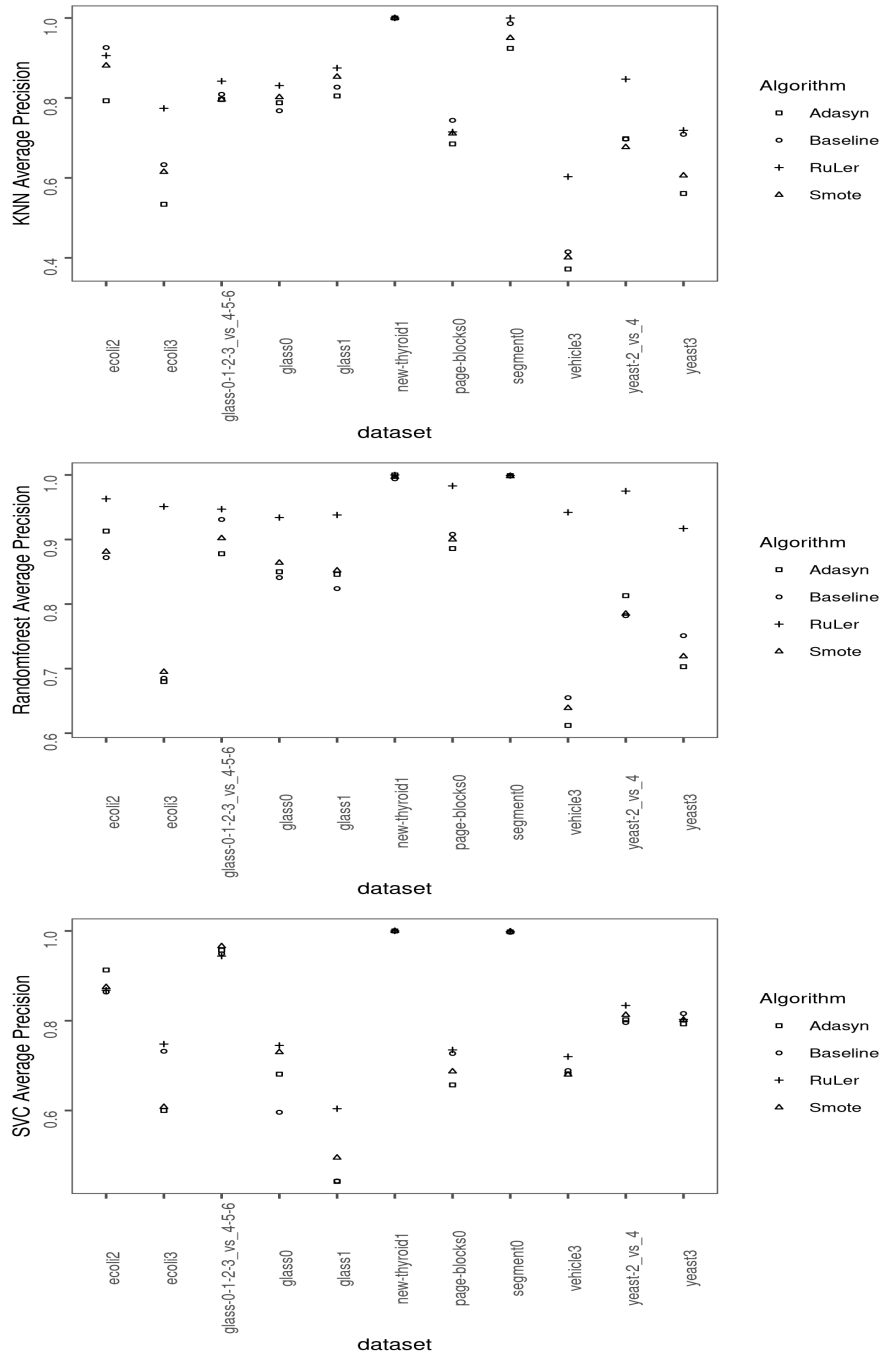 KNN Average Precision
1.0
0.8
0.6
0.4
ecoli2
ecoli3
glass-0-1-2-3_vs_4-5-6
glass0
glass1
new-thyroid1
page-blocks0
segment0
vehicle3
yeast-2_vs_4
yeast3
dataset
Algorithm
Adasyn
Baseline
RuLer
Smote
Randomforest Average Precision
1.0
0.9
0.8
0.7
0.6
ecoli2
ecoli3
glass-0-1-2-3_vs_4-5-6
glass0
glass1
new-thyroid1
page-blocks0
segment0
vehicle3
yeast-2_vs_4
yeast3
dataset
Algorithm
Adasyn
Baseline
RuLer
Smote
SVC Average Precision
1.0
0.8
0.6
ecoli2
ecoli3
glass-0-1-2-3_vs_4-5-6
glass0
glass1
new-thyroid1
page-blocks0
segment0
vehicle3
yeast-2_vs_4
yeast3
dataset
Algorithm
Adasyn
Baseline
RuLer
Smote